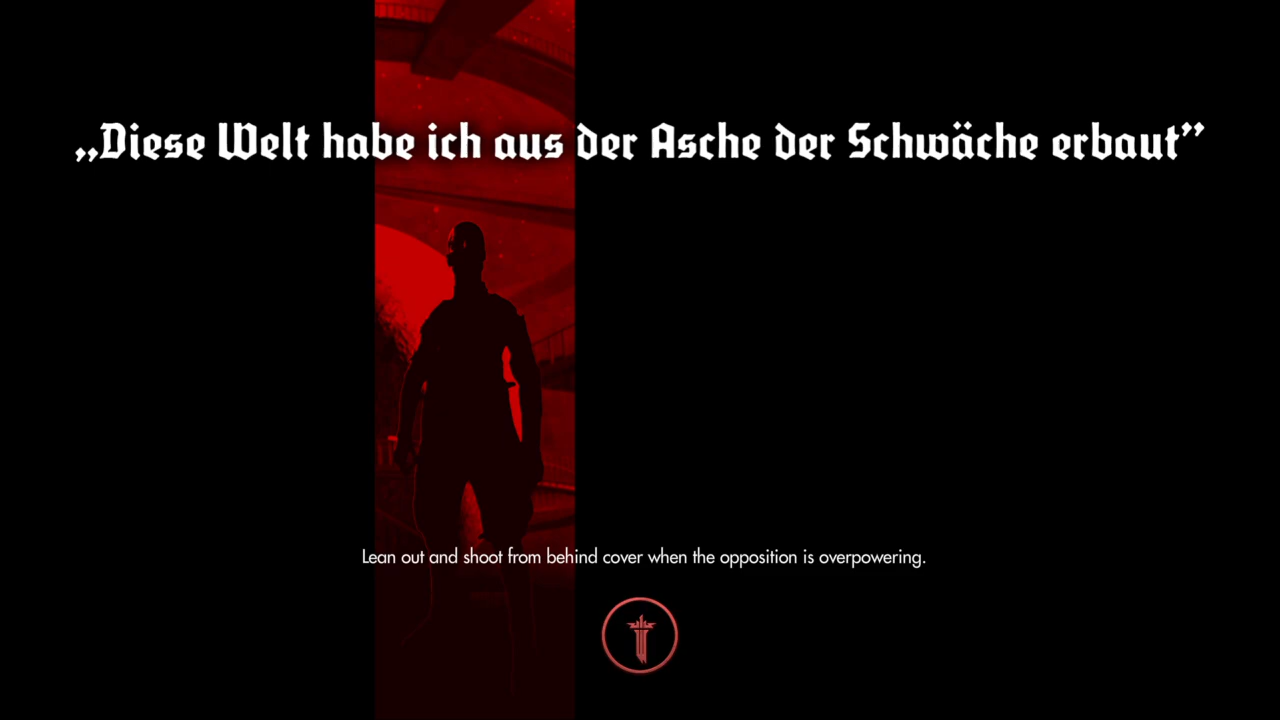 „Diese Welt habe ich aus der Asche der Schwäche erbaut”
Lean out and shoot from behind cover when the opposition is overpowering.